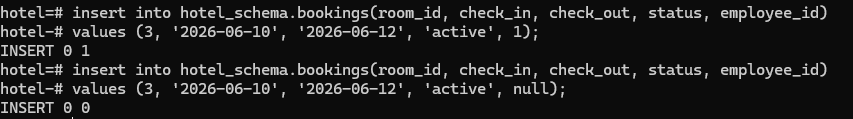 hotel=# insert into hotel_schema.bookings(room_id, check_in, check_out, status, employee_id)
hotel-# values (3, '2026-06-10', '2026-06-12', 'active', 1);
INSERT 0 1
hotel=# insert into hotel_schema.bookings(room_id, check_in, check_out, status, employee_id)
hotel-# values (3, '2026-06-10', '2026-06-12', 'active', null);
INSERT 0 0